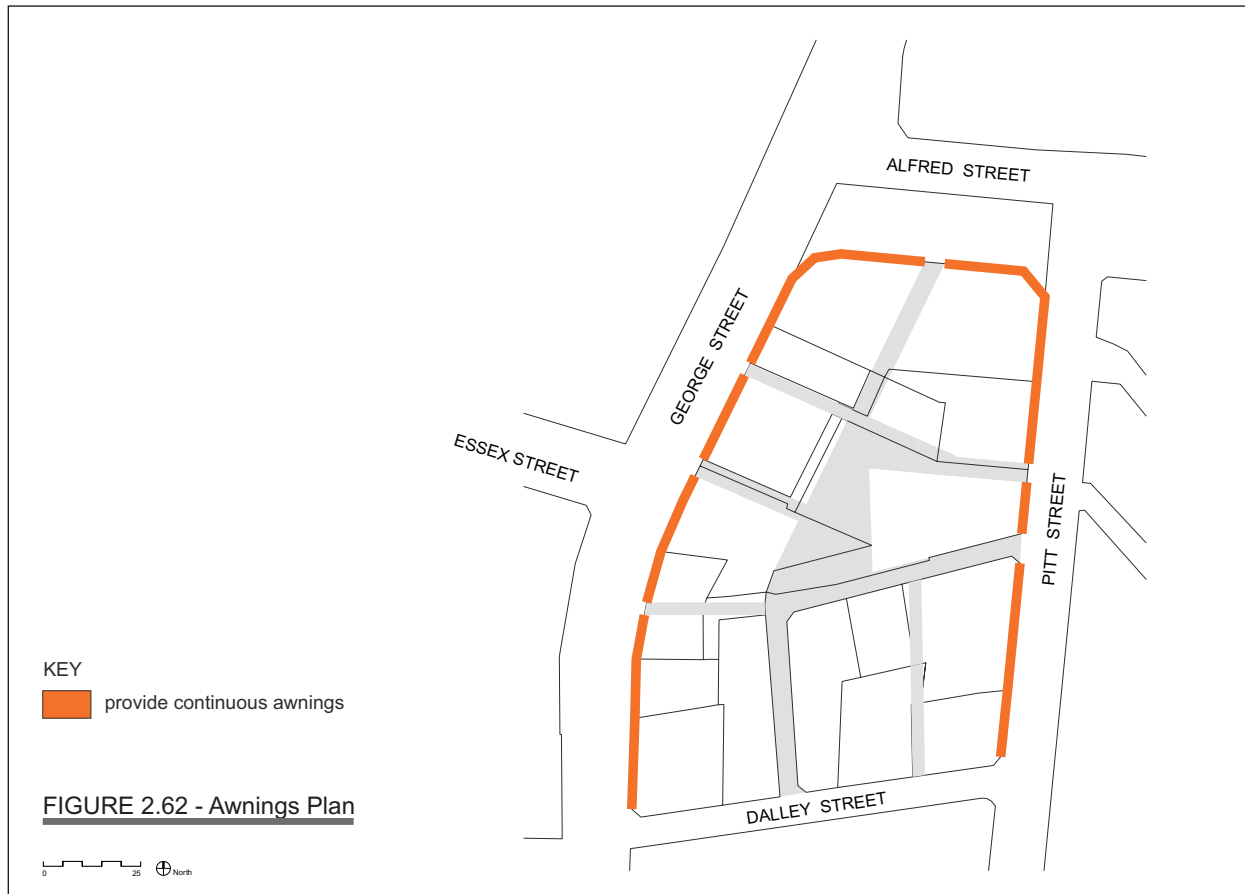 ALFRED STREET
GEORGE STREET
ESSEX STREET
PITT STREET
KEY
provide continuous awnings
FIGURE 2.62 - Awnings Plan
DALLEY STREET
0 25 North